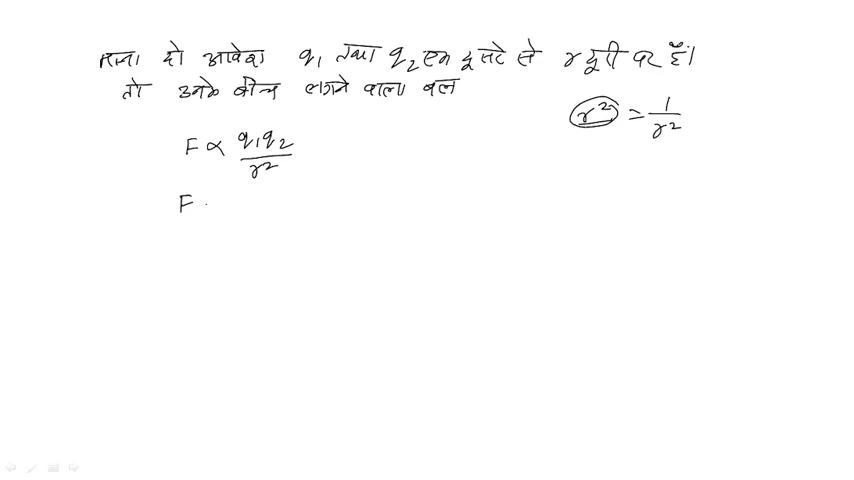 माना दो आवेश q₁ तथा q₂ एक दूसरे से r दूरी पर हैं।
तो उनके बीच लगने वाला बल
r² = 1/r²
F ∝ q₁q₂/r²
F